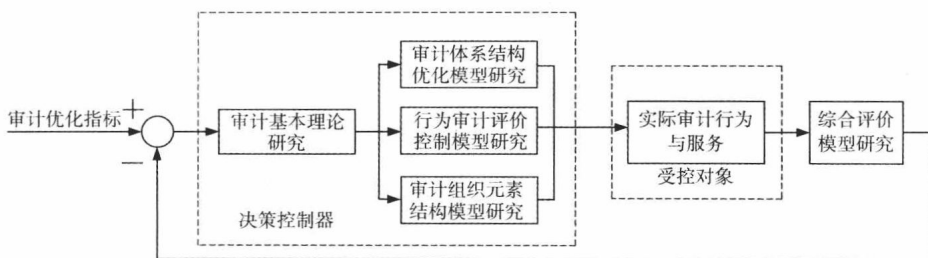 审计优化指标
+
−
审计基本理论
研究
审计体系结构
优化模型研究
行为审计评价
控制模型研究
审计组织元素
结构模型研究
决策控制器
实际审计行为
与服务
受控对象
综合评价
模型研究